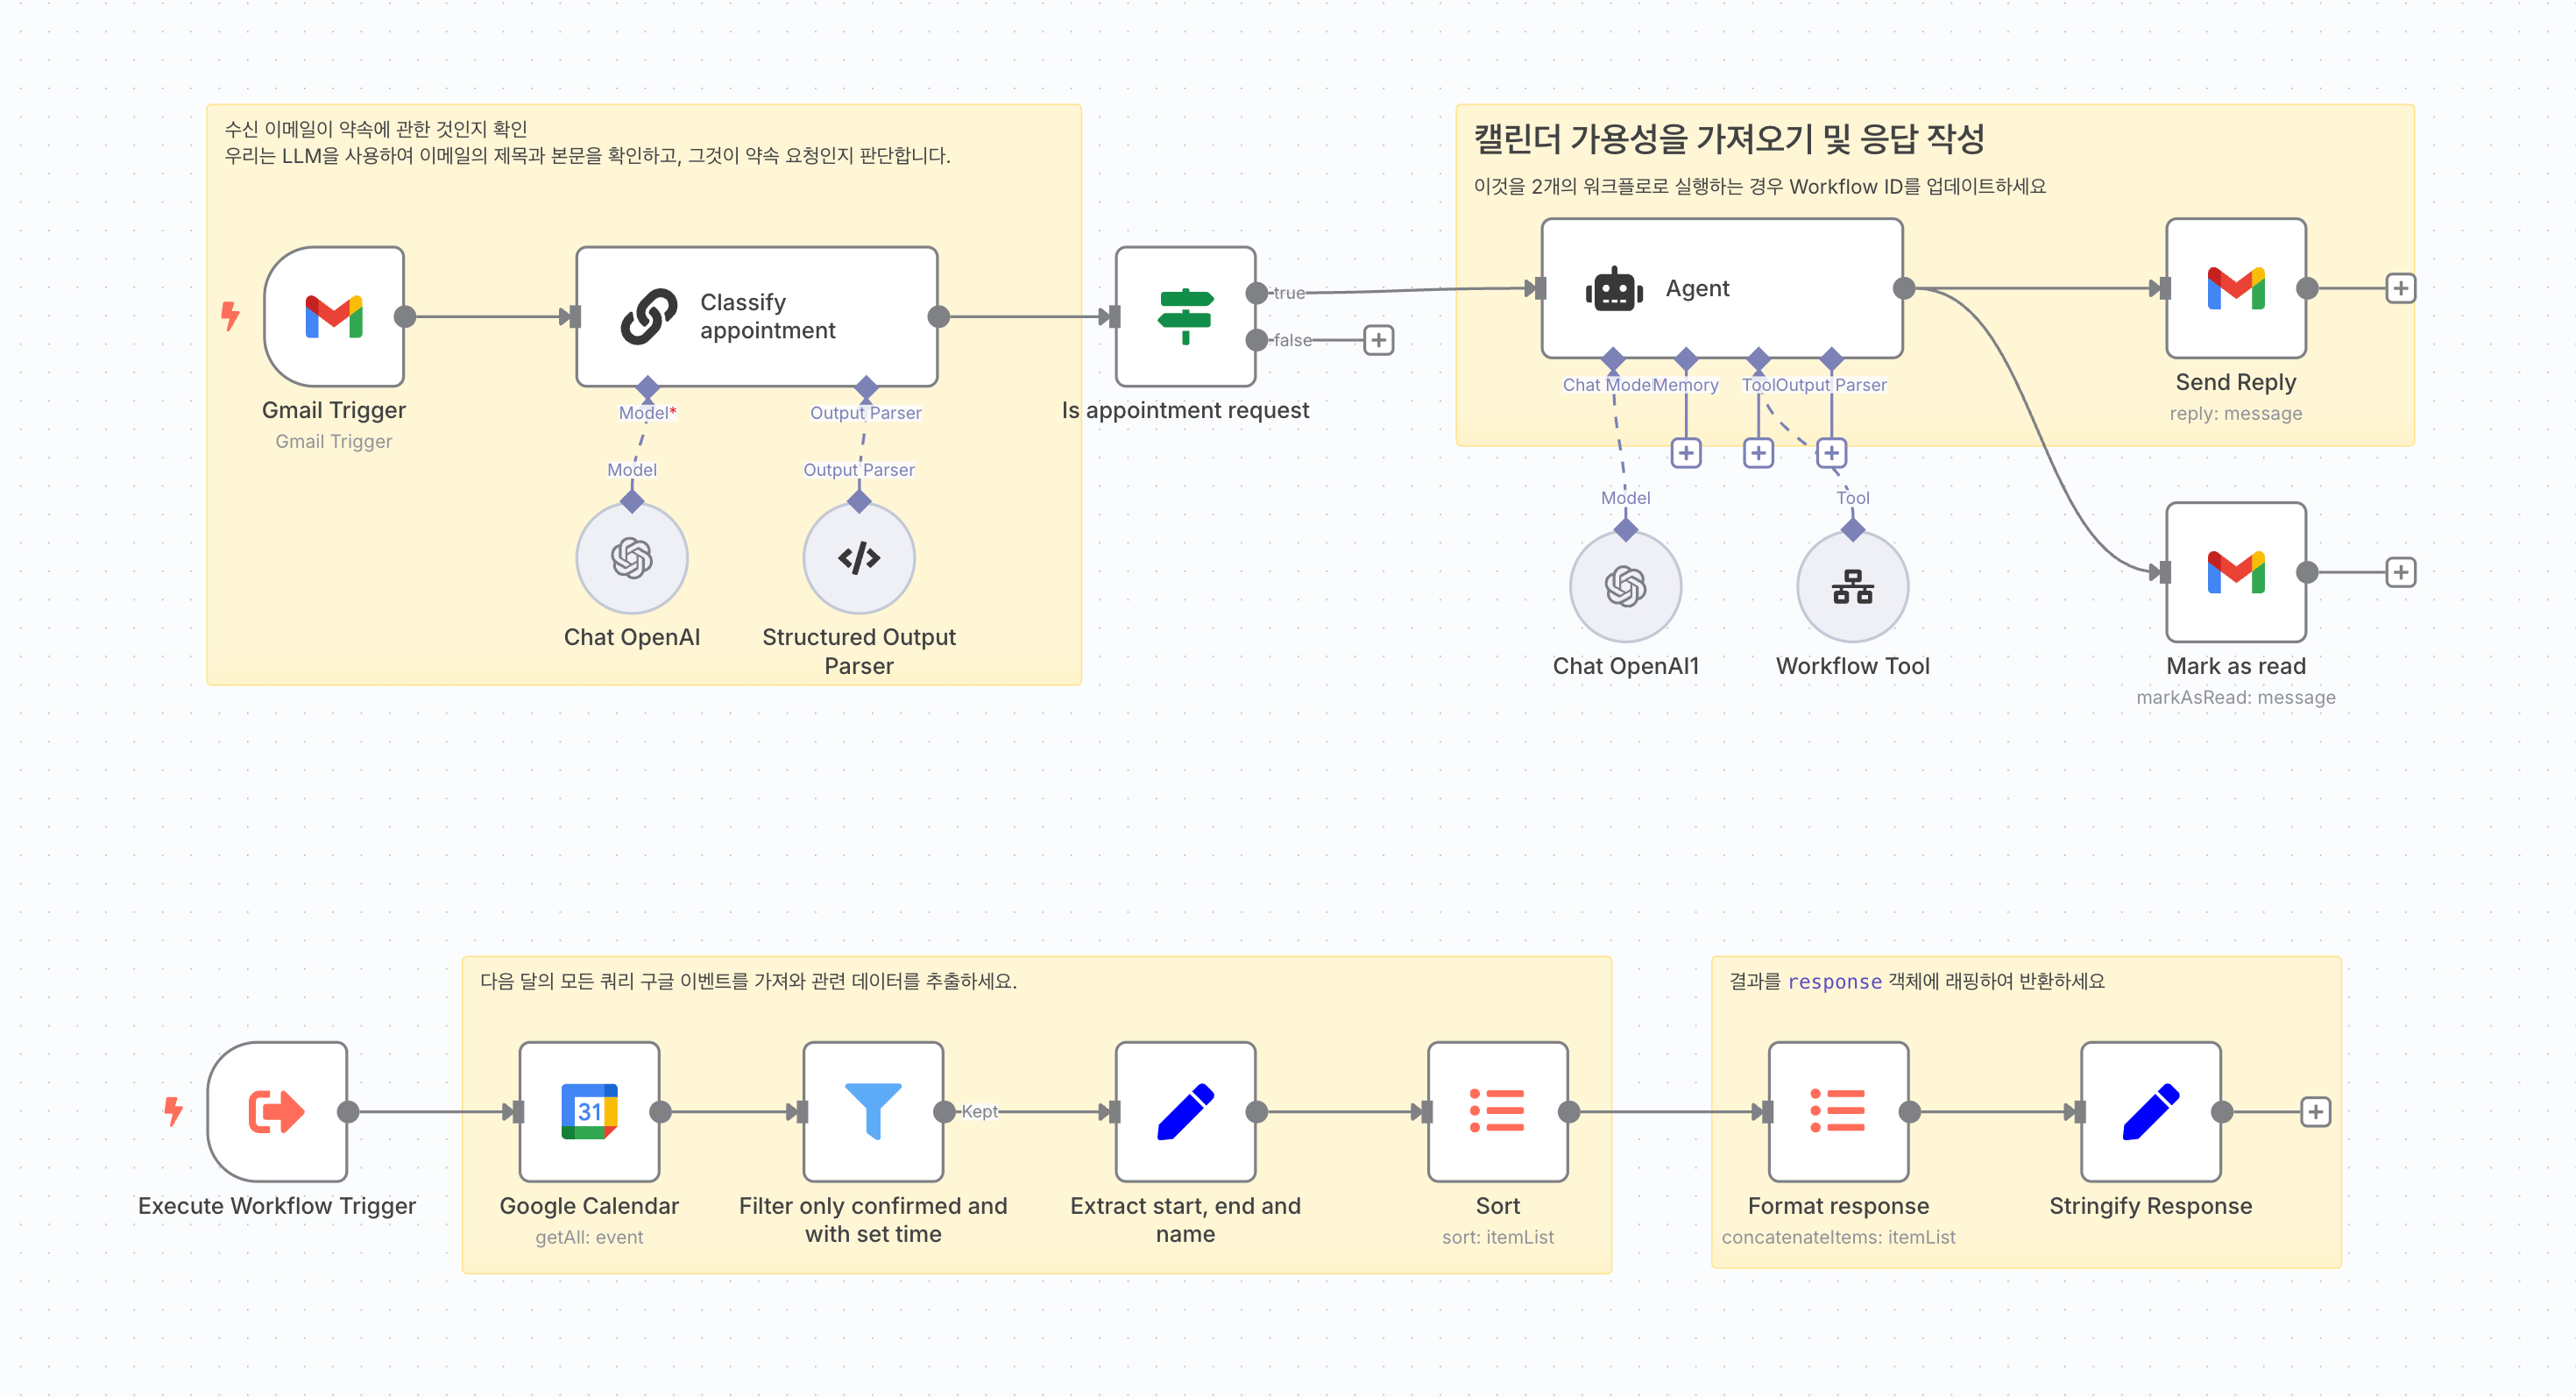 수신 이메일이 약속에 관한 것인지 확인
우리는 LLM을 사용하여 이메일의 제목과 본문을 확인하고, 그것이 약속 요청인지 판단합니다.
Gmail Trigger
Gmail Trigger
Classify
appointment
Model*
Output Parser
Model
Output Parser
Chat OpenAI
Structured Output
Parser
true
false
Is appointment request
캘린더 가용성을 가져오기 및 응답 작성
이것을 2개의 워크플로로 실행하는 경우 Workflow ID를 업데이트하세요
Agent
Chat Mode
Memory
Tool
Output Parser
Model
Tool
Chat OpenAI1
Workflow Tool
Send Reply
reply: message
Mark as read
markAsRead: message
Execute Workflow Trigger
다음 달의 모든 쿼리 구글 이벤트를 가져와 관련 데이터를 추출하세요.
31
Google Calendar
getAll: event
Filter only confirmed and
with set time
Kept
Extract start, end and
name
Sort
sort: itemList
결과를 response 객체에 래핑하여 반환하세요
Format response
concatenateItems: itemList
Stringify Response